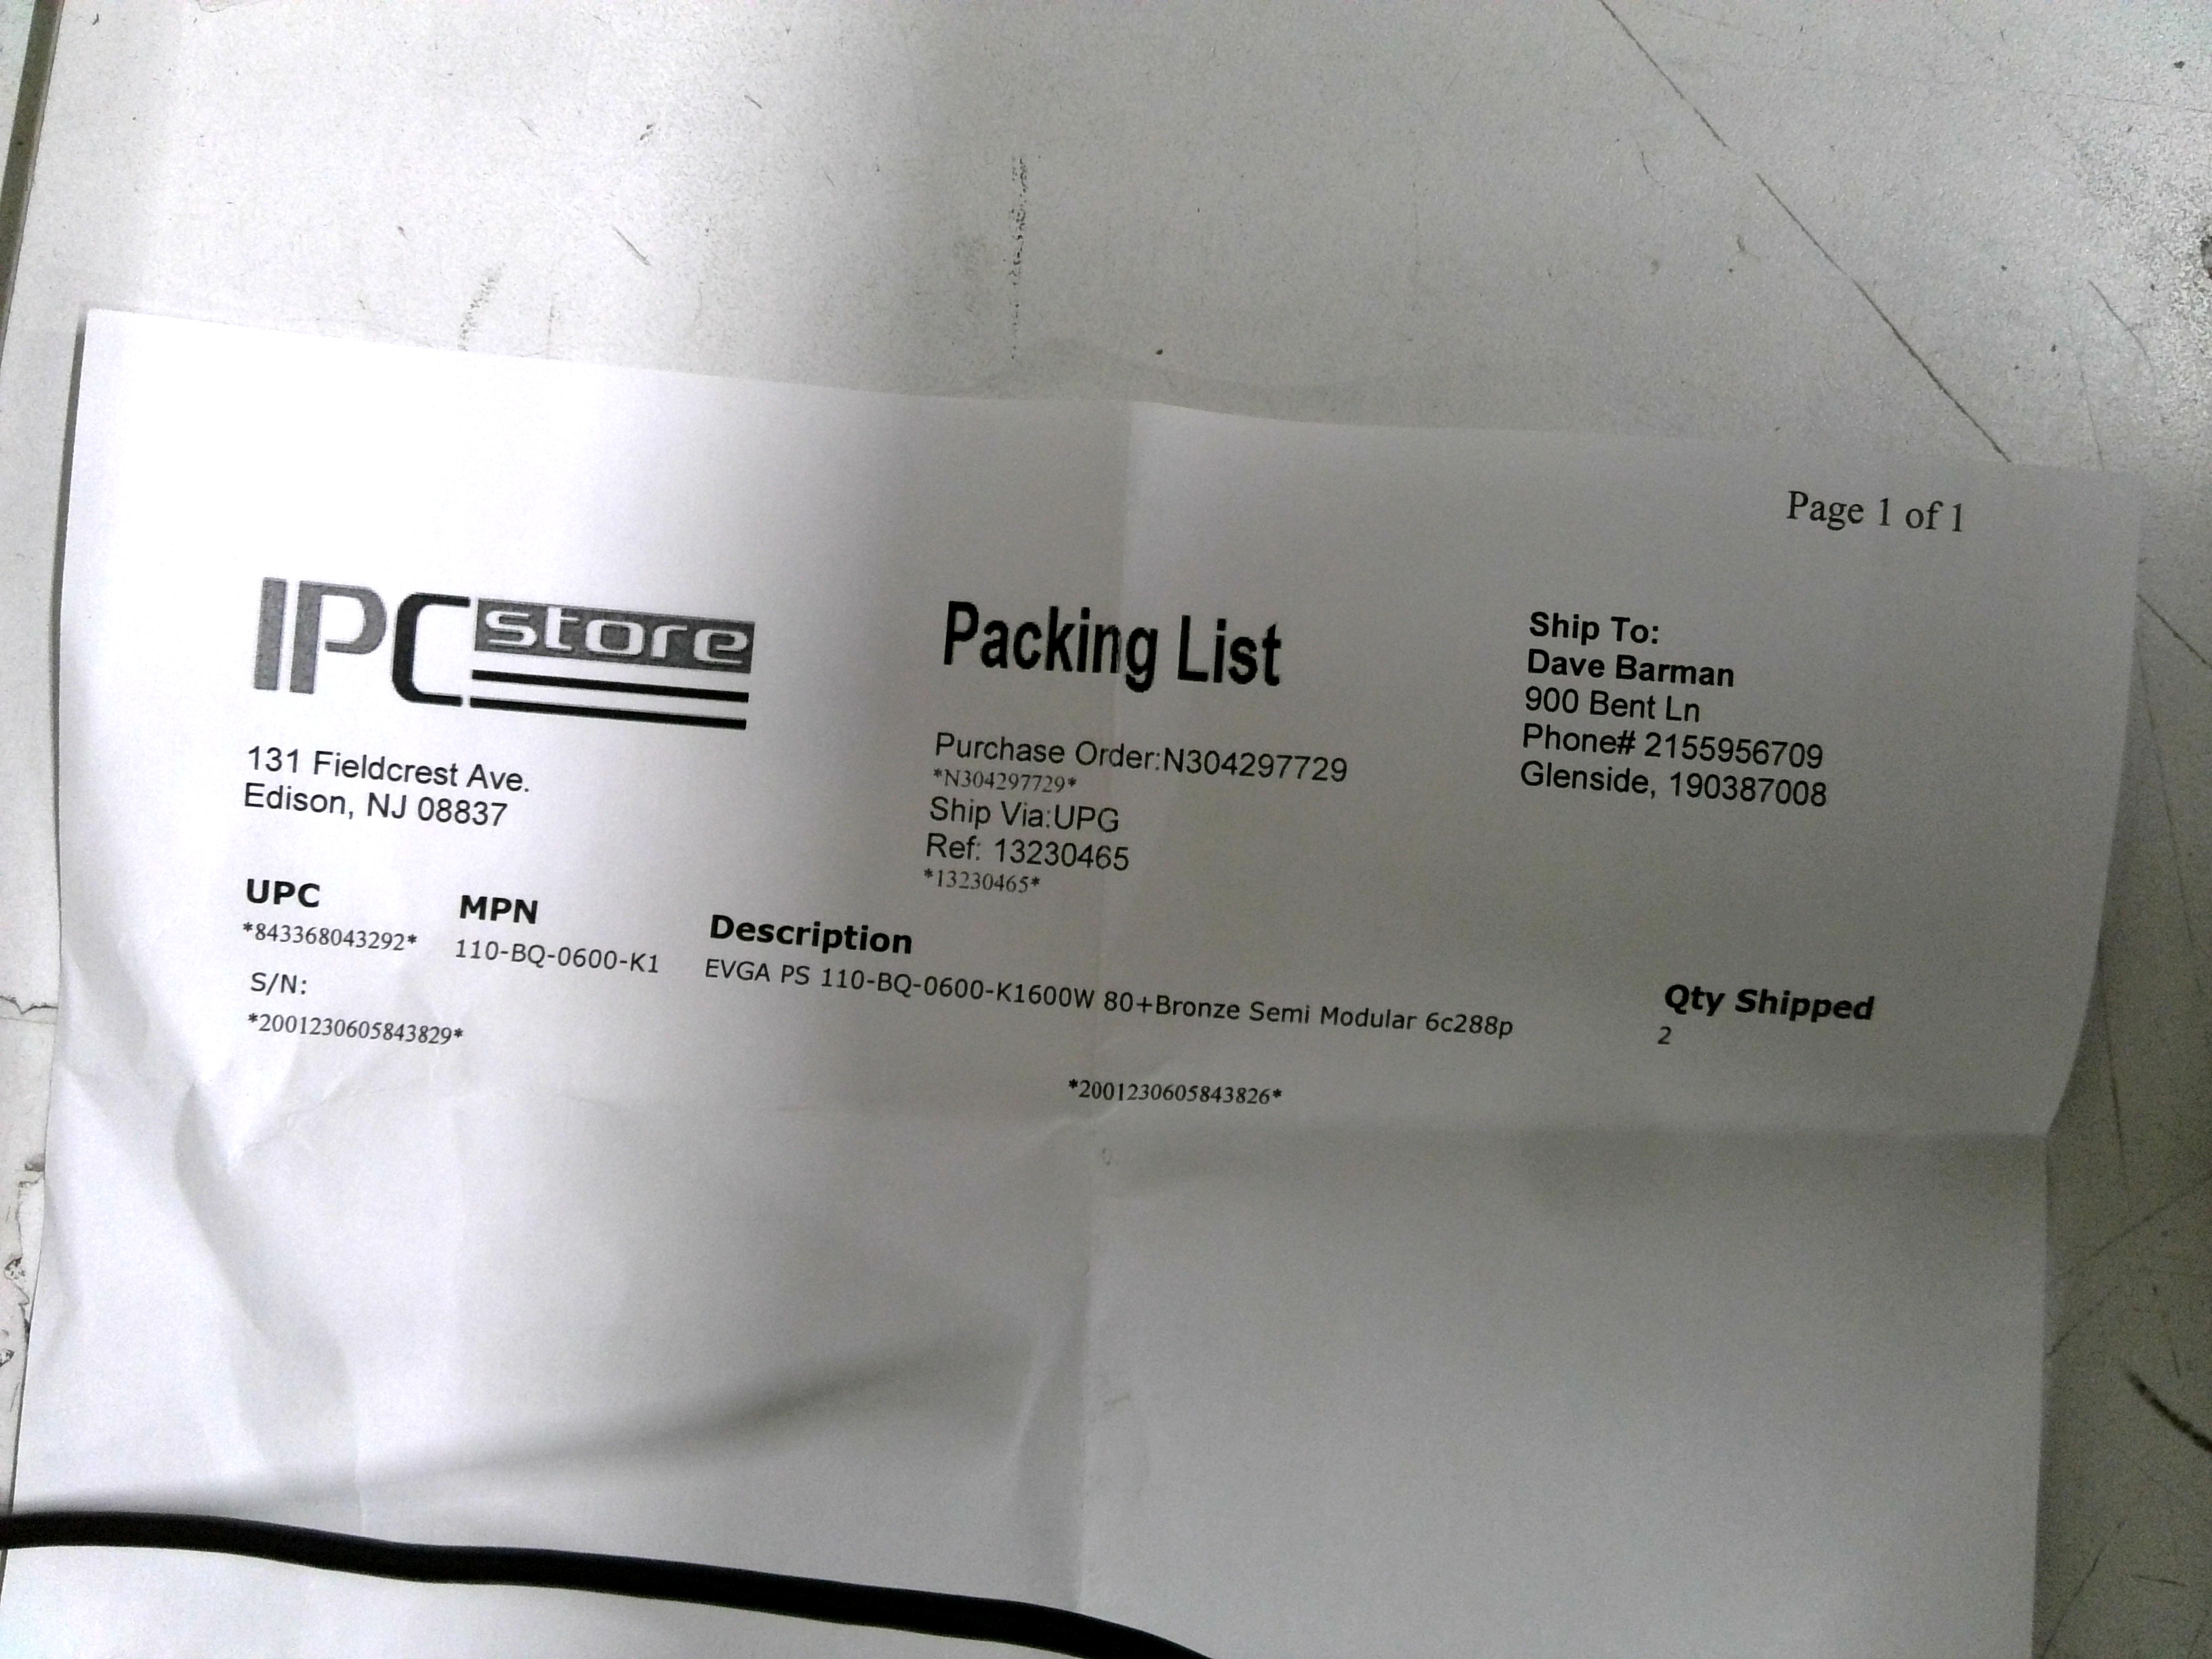 Page 1 of 1
IPC store
131 Fieldcrest Ave.
Edison, NJ 08837
Packing List
Purchase Order:N304297729
*N304297729*
Ship Via:UPG
Ref: 13230465
*13230465*
Ship To:
Dave Barman
900 Bent Ln
Phone# 2155956709
Glenside, 190387008
UPC MPN Description Qty Shipped
*843368043292* 110-BQ-0600-K1 EVGA PS 110-BQ-0600-K1600W 80+Bronze Semi Modular 6c288p 2
S/N:
*2001230605843829* *2001230605843826*